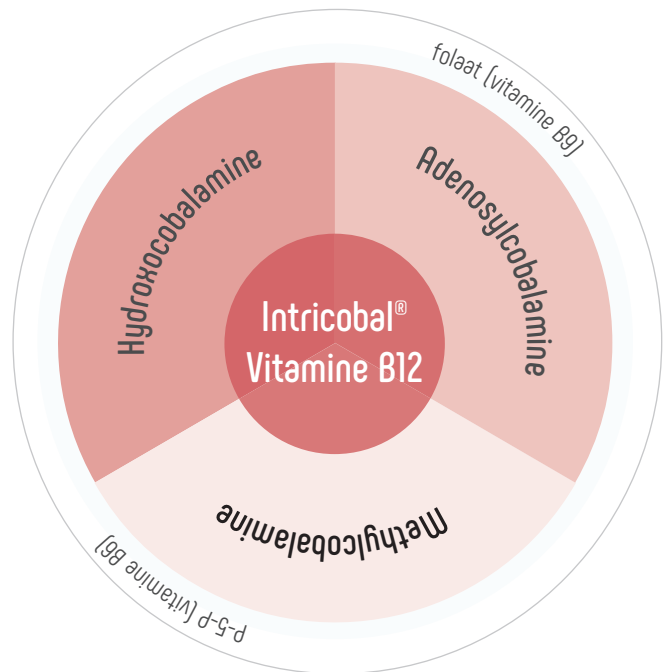 folaat (vitamine B9)
Hydroxocobalamine
Adenosylcobalamine
Intricobal®
Vitamine B12
Methylcobalamine
P-5-P (vitamine B6)